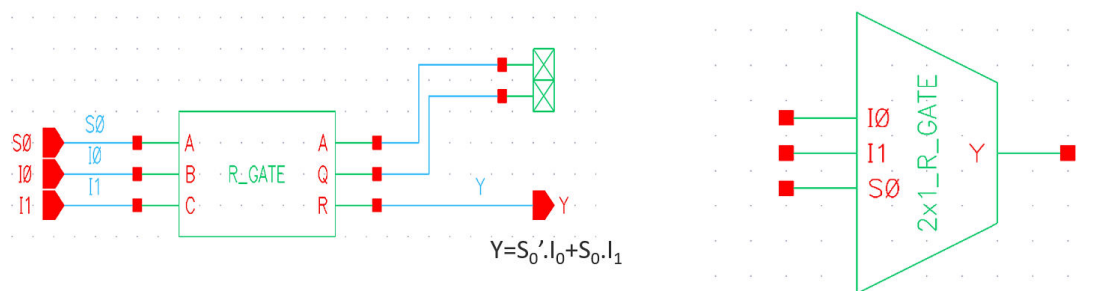 SØ
IØ
I1
SØ
IØ
I1
A
B
C
R_GATE
A
Q
R
Y
Y
Y=S₀’.I₀+S₀.I₁
IØ
I1
SØ
Y
2x1_R_GATE